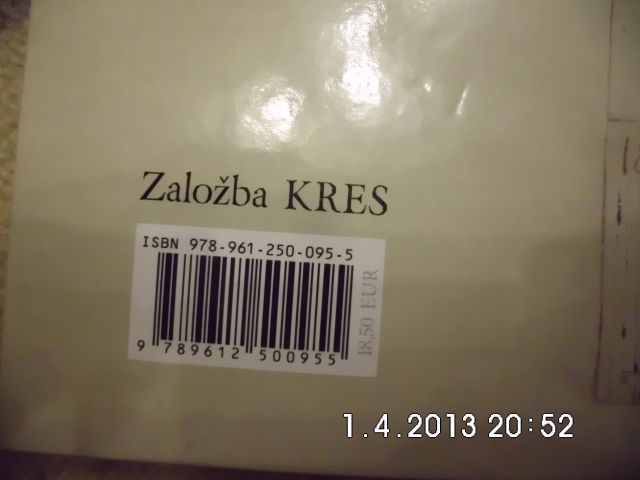 Založba KRES
ISBN 978-961-250-095-5
9 789612 500955
18,50 EUR
1.4.2013 20:52